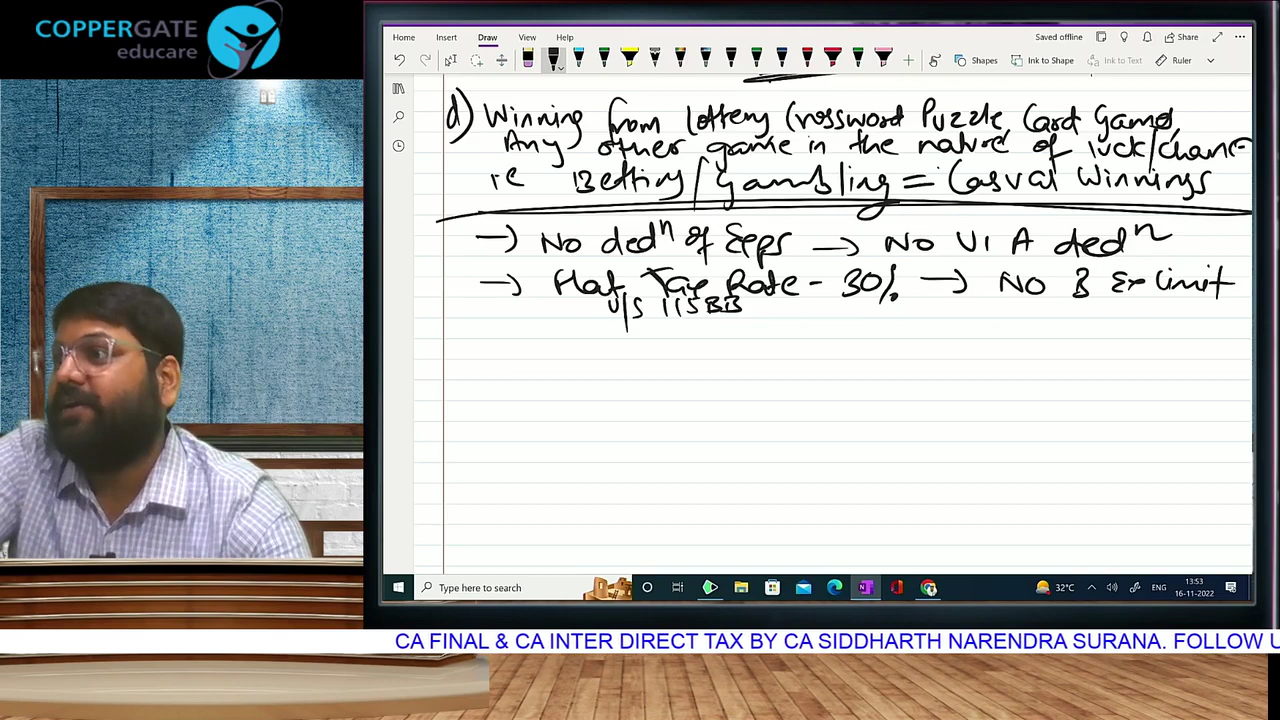 COPPERGATE
educare
Home Insert Draw View Help
Saved offline
Share
Shapes
Ink to Shape
Ink to Text
Ruler
d) Winning from lottery Crossword Puzzle Card Game,
Any other game in the nature of luck/chance
ie Betting/Gambling = Casual Winnings
→ No dedn of Exps → No VI A dedn
→ Flat Tax Rate - 30% → No B Ex limit
U/S 115BB
Type here to search
32°C
ENG
13:53
16-11-2022
CA FINAL & CA INTER DIRECT TAX BY CA SIDDHARTH NARENDRA SURANA. FOLLOW U